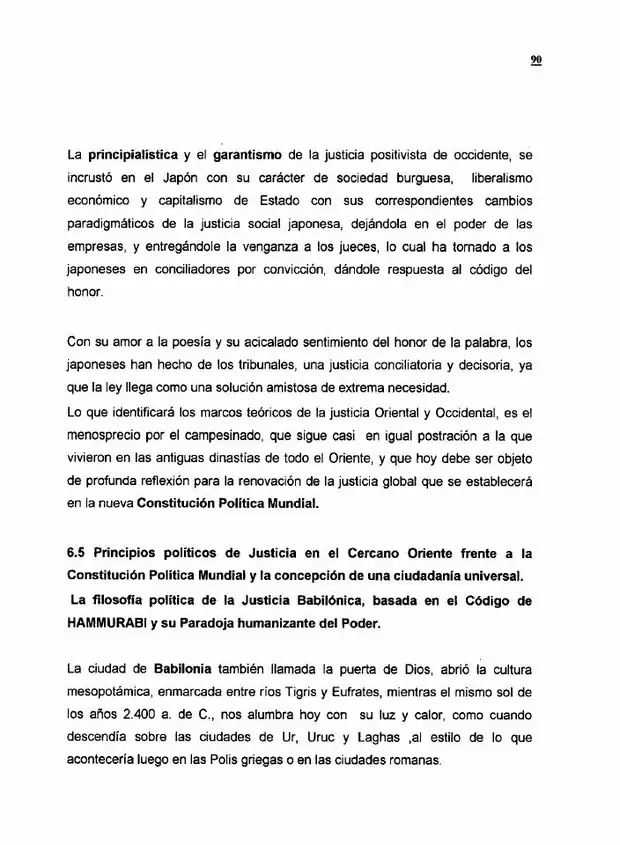 90
La principialística y el garantismo de la justicia positivista de occidente, se
incrustó en el Japón con su carácter de sociedad burguesa, liberalismo
económico y capitalismo de Estado con sus correspondientes cambios
paradigmáticos de la justicia social japonesa, dejándola en el poder de las
empresas, y entregándole la venganza a los jueces, lo cual ha tornado a los
japoneses en conciliadores por convicción, dándole respuesta al código del
honor.
Con su amor a la poesía y su acicalado sentimiento del honor de la palabra, los
japoneses han hecho de los tribunales, una justicia conciliatoria y decisoria, ya
que la ley llega como una solución amistosa de extrema necesidad.
Lo que identificará los marcos teóricos de la justicia Oriental y Occidental, es el
menosprecio por el campesinado, que sigue casi en igual postración a la que
vivieron en las antiguas dinastías de todo el Oriente, y que hoy debe ser objeto
de profunda reflexión para la renovación de la justicia global que se establecerá
en la nueva Constitución Política Mundial.
6.5 Principios políticos de Justicia en el Cercano Oriente frente a la
Constitución Política Mundial y la concepción de una ciudadanía universal.
La filosofía política de la Justicia Babilónica, basada en el Código de
HAMMURABI y su Paradoja humanizante del Poder.
La ciudad de Babilonia también llamada la puerta de Dios, abrió la cultura
mesopotámica, enmarcada entre ríos Tigris y Eufrates, mientras el mismo sol de
los años 2.400 a. de C., nos alumbra hoy con su luz y calor, como cuando
descendía sobre las ciudades de Ur, Uruc y Laghas ,al estilo de lo que
acontecería luego en las Polis griegas o en las ciudades romanas.